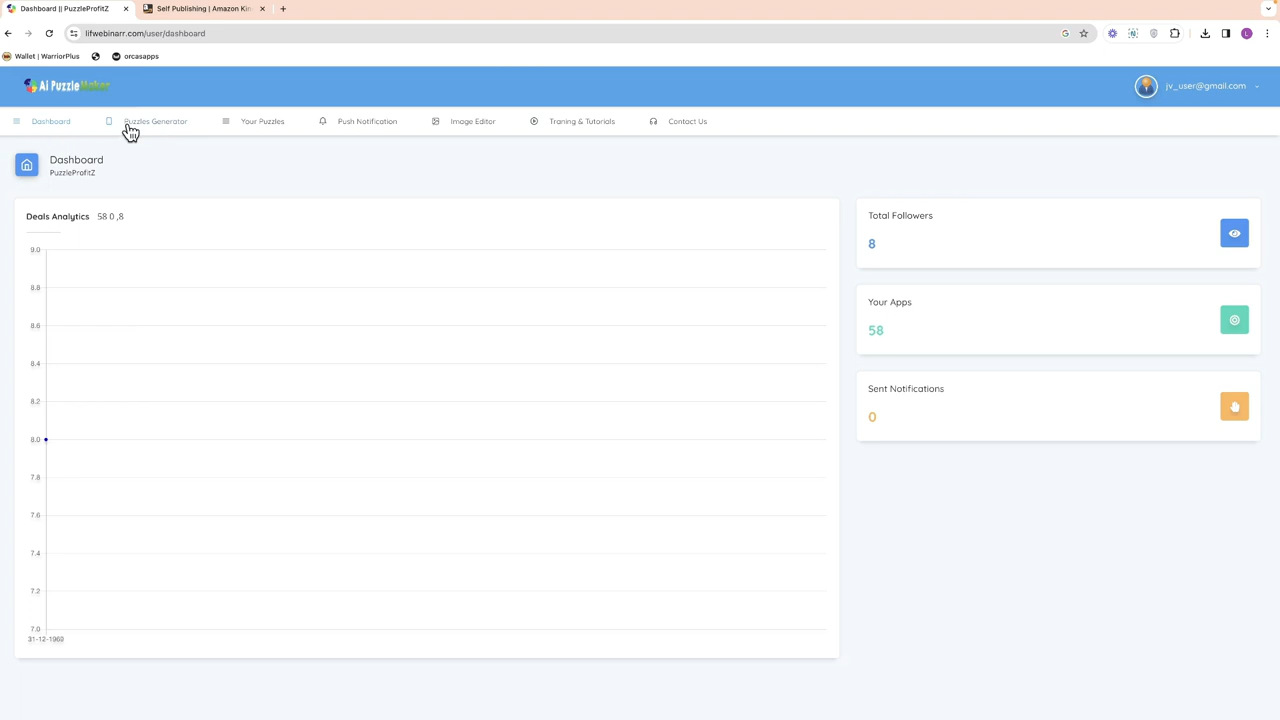 Dashboard || PuzzleProfitZ
Self Publishing | Amazon Kin
lifwebinarr.com/user/dashboard
Wallet | WarriorPlus
orcasapps
Ai PuzzleMaker
jv_user@gmail.com
Dashboard
Puzzles Generator
Your Puzzles
Push Notification
Image Editor
Traning & Tutorials
Contact Us
Dashboard
PuzzleProfitZ
Deals Analytics 58 0 ,8
9.0
8.8
8.6
8.4
8.2
8.0
7.8
7.6
7.4
7.2
7.0
31-12-1969
Total Followers
8
Your Apps
58
Sent Notifications
0